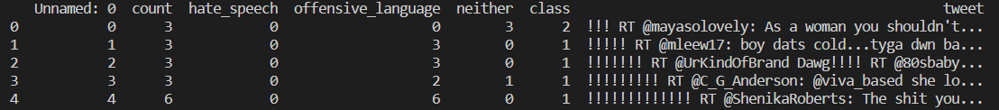 Unnamed: 0 count hate_speech offensive_language neither class tweet
0 0 3 0 0 3 2 !!! RT @mayasolovely: As a woman you shouldn't...
1 1 3 0 3 0 1 !!!!! RT @mleew17: boy dats cold...tyga dwn ba...
2 2 3 0 3 0 1 !!!!!!! RT @UrKindOfBrand Dawg!!!! RT @80sbaby...
3 3 3 0 2 1 1 !!!!!!!!! RT @C_G_Anderson: @viva_based she lo...
4 4 6 0 6 0 1 !!!!!!!!!!!!! RT @ShenikaRoberts: The shit you...